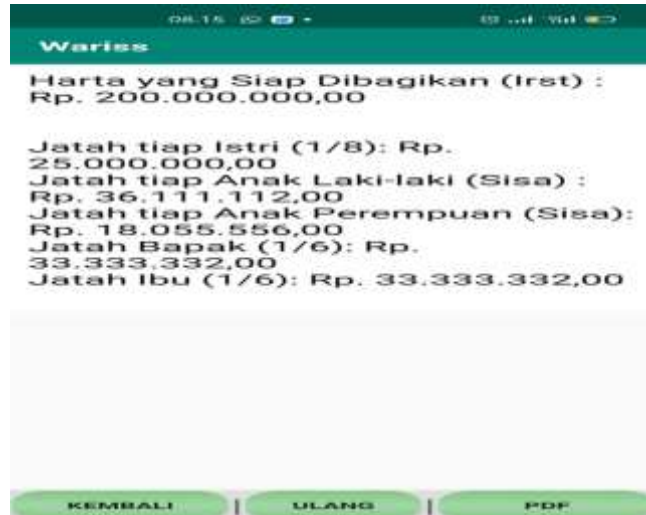 08.15
Wariss
Harta yang Siap Dibagikan (Irst) :
Rp. 200.000.000,00
Jatah tiap Istri (1/8): Rp.
25.000.000,00
Jatah tiap Anak Laki-laki (Sisa) :
Rp. 36.111.112,00
Jatah tiap Anak Perempuan (Sisa):
Rp. 18.055.556,00
Jatah Bapak (1/6): Rp.
33.333.332,00
Jatah Ibu (1/6): Rp. 33.333.332,00
KEMBALI | ULANG | PDF